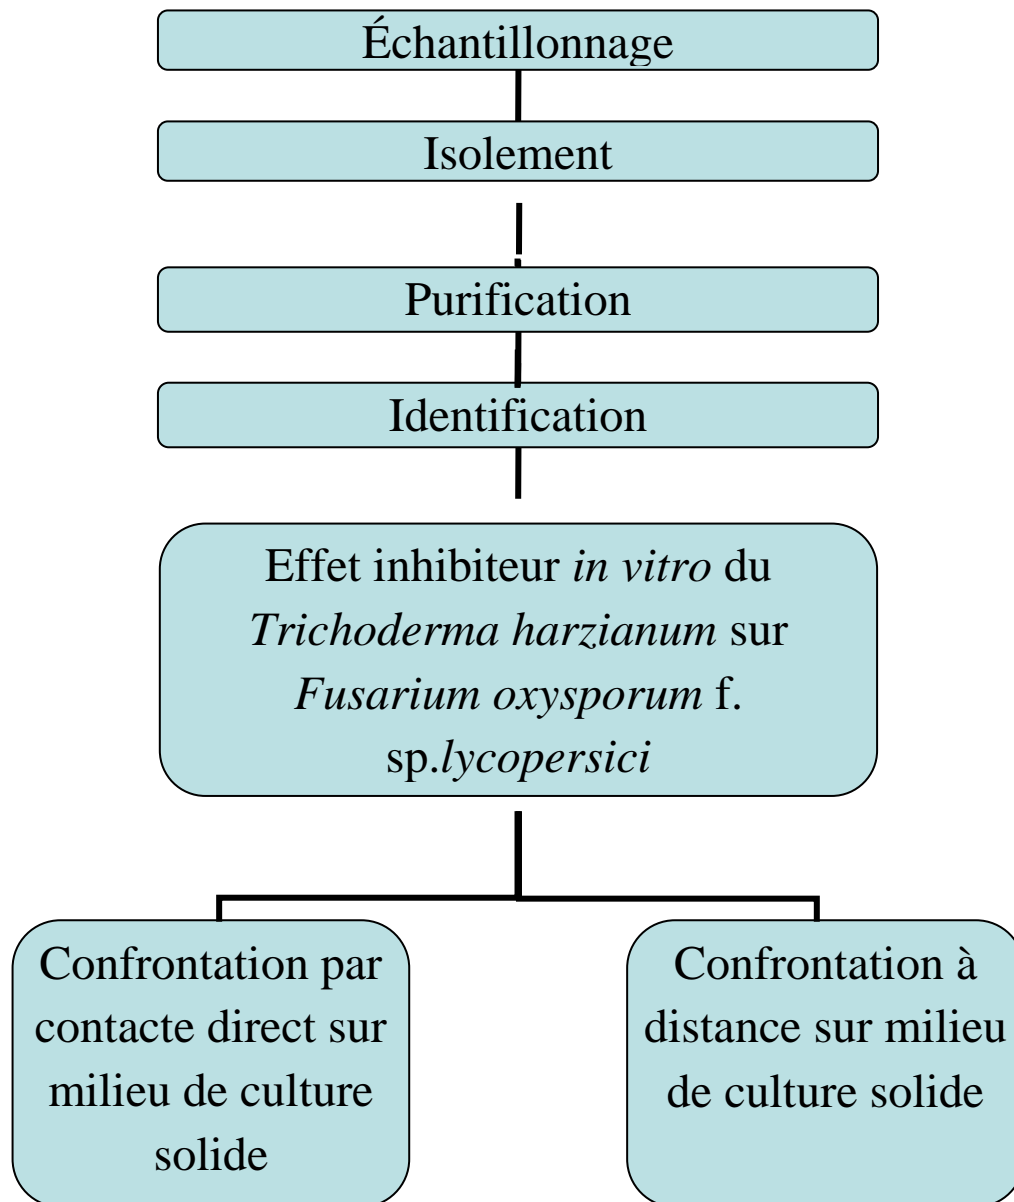 Échantillonnage
Isolement
Purification
Identification
Effet inhibiteur in vitro du
Trichoderma harzianum sur
Fusarium oxysporum f.
sp.lycopersici
Confrontation par
contacte direct sur
milieu de culture
solide
Confrontation à
distance sur milieu
de culture solide